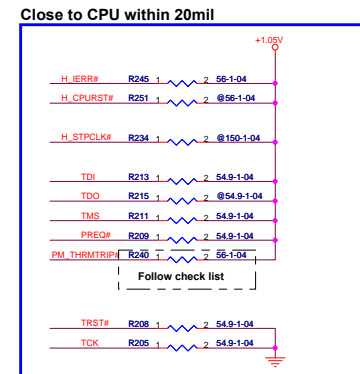 Close to CPU within 20mil
+1.05V
H_IERR# R245 1 2 56-1-04
H_CPURST# R251 1 2 @56-1-04
H_STPCLK# R234 1 2 @150-1-04
TDI R213 1 2 54.9-1-04
TDO R215 1 2 @54.9-1-04
TMS R211 1 2 54.9-1-04
PREQ# R209 1 2 54.9-1-04
PM_THRMTRIP# R240 1 2 56-1-04
Follow check list
TRST# R208 1 2 54.9-1-04
TCK R205 1 2 54.9-1-04